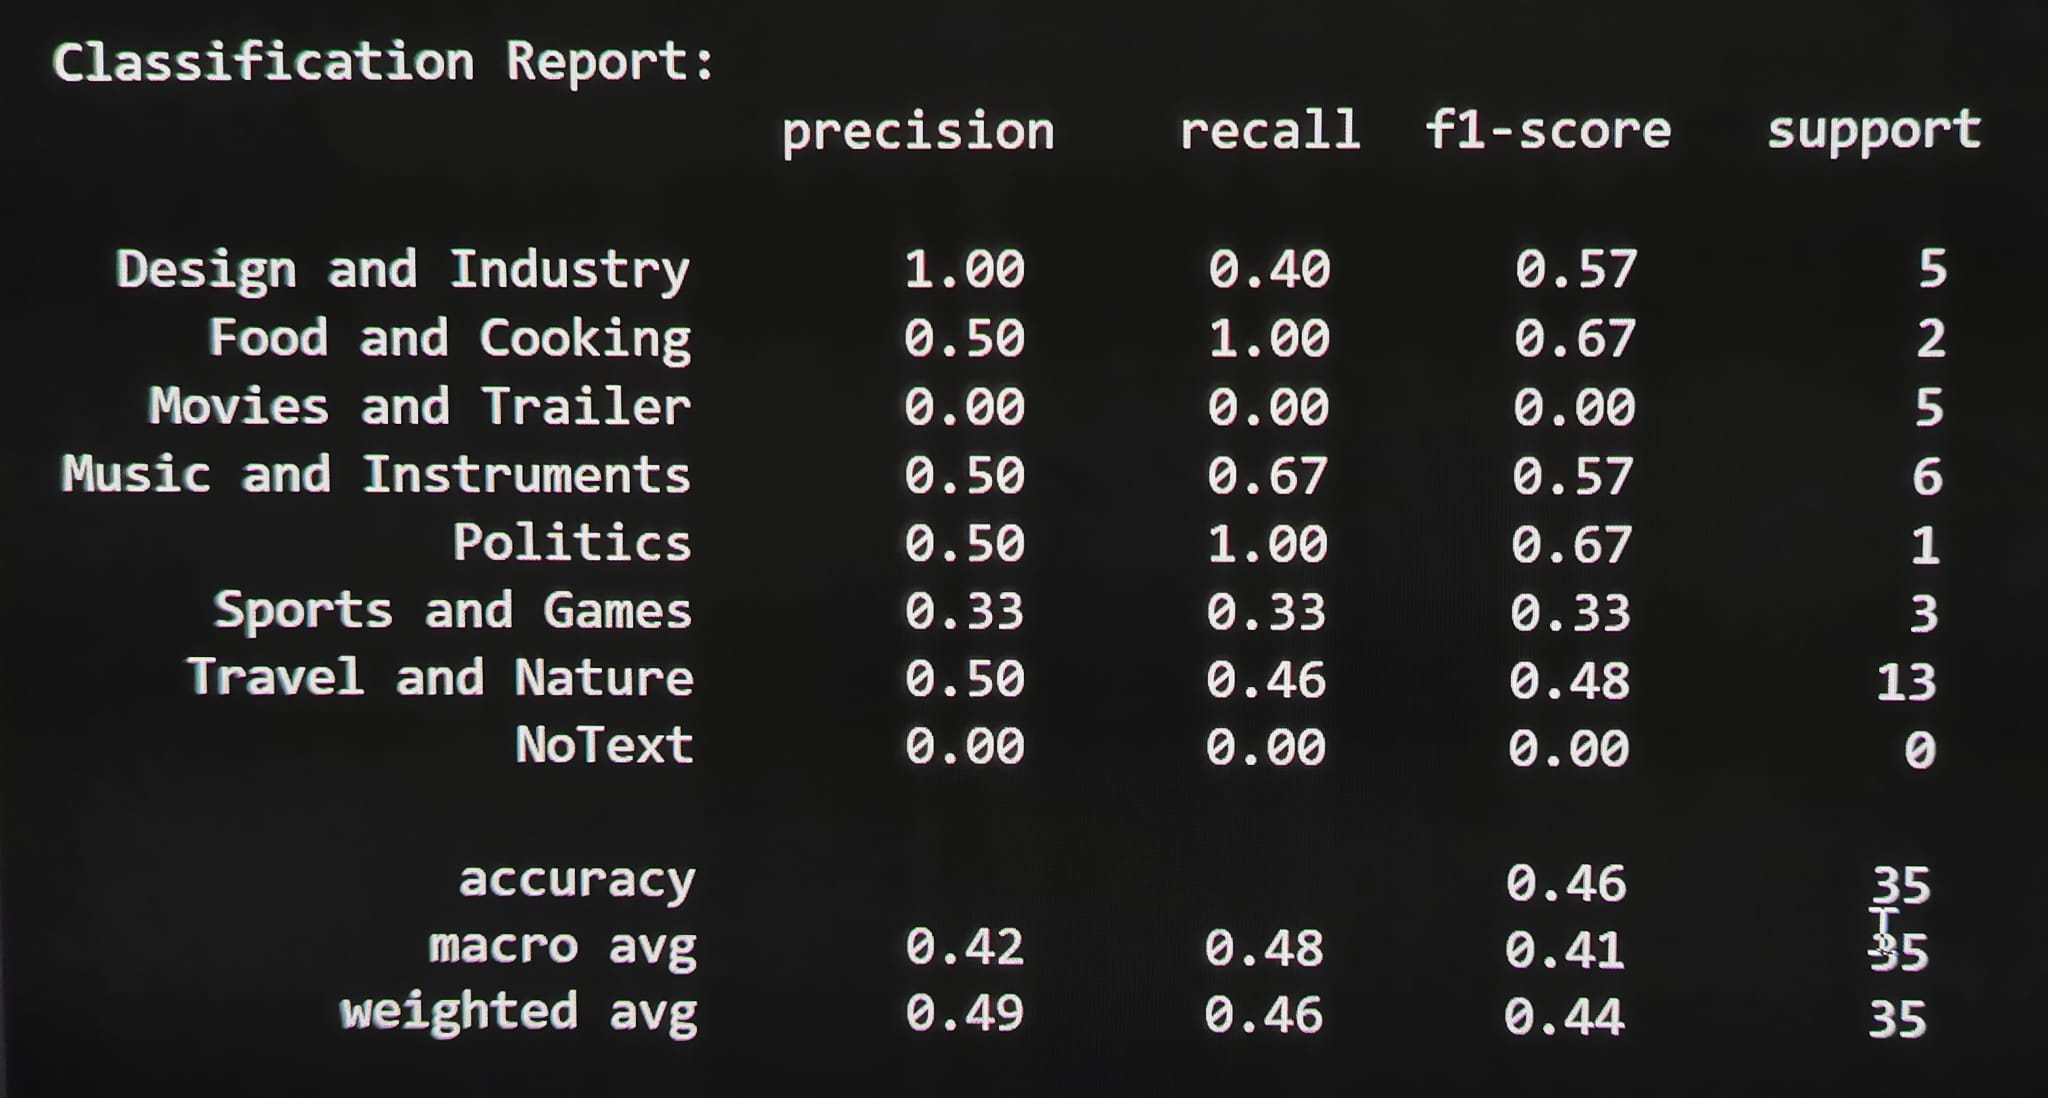 Classification Report:
precision recall f1-score support
Design and Industry 1.00 0.40 0.57 5
Food and Cooking 0.50 1.00 0.67 2
Movies and Trailer 0.00 0.00 0.00 5
Music and Instruments 0.50 0.67 0.57 6
Politics 0.50 1.00 0.67 1
Sports and Games 0.33 0.33 0.33 3
Travel and Nature 0.50 0.46 0.48 13
NoText 0.00 0.00 0.00 0
accuracy 0.46 35
macro avg 0.42 0.48 0.41 35
weighted avg 0.49 0.46 0.44 35